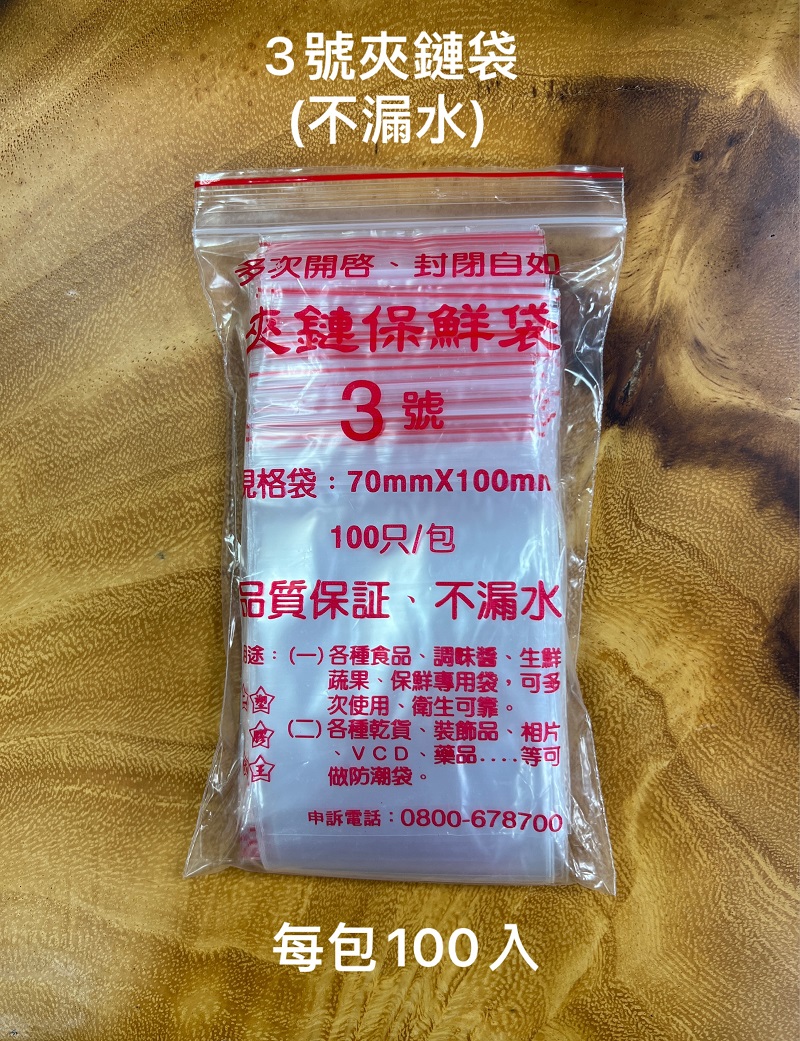 3號夾鏈袋
(不漏水)
多次開啓、封閉自如
夾鏈保鮮袋
3號
規格袋：70mmX100mm
100只/包
品質保証、不漏水
用途：(一)各種食品、調味醬、生鮮
蔬果、保鮮專用袋，可多
次使用、衛生可靠。
(二)各種乾貨、裝飾品、相片
、VCD、藥品....等可
做防潮袋。
申訴電話：0800-678700
每包100入